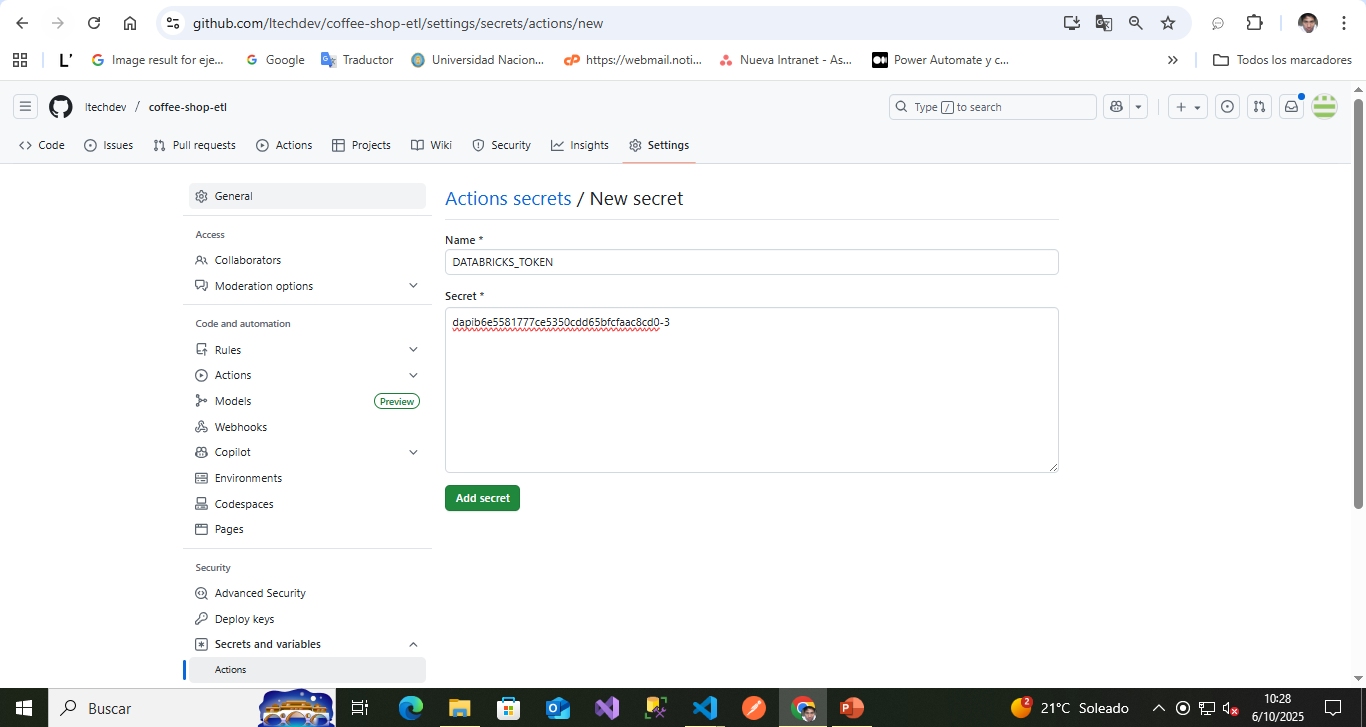 github.com/ltechdev/coffee-shop-etl/settings/secrets/actions/new
L' Image result for eje... Google Traductor Universidad Nacion... https://webmail.noti... Nueva Intranet - As... Power Automate y c... » Todos los marcadores
ltechdev / coffee-shop-etl Type / to search
Code Issues Pull requests Actions Projects Wiki Security Insights Settings
General
Access
Collaborators
Moderation options
Code and automation
Rules
Actions
Models Preview
Webhooks
Copilot
Environments
Codespaces
Pages
Security
Advanced Security
Deploy keys
Secrets and variables
Actions
Actions secrets / New secret
Name *
DATABRICKS_TOKEN
Secret *
dapib6e5581777ce5350cdd65bfcfaac8cd0-3
Add secret
Buscar
2 21°C Soleado
10:28
6/10/2025